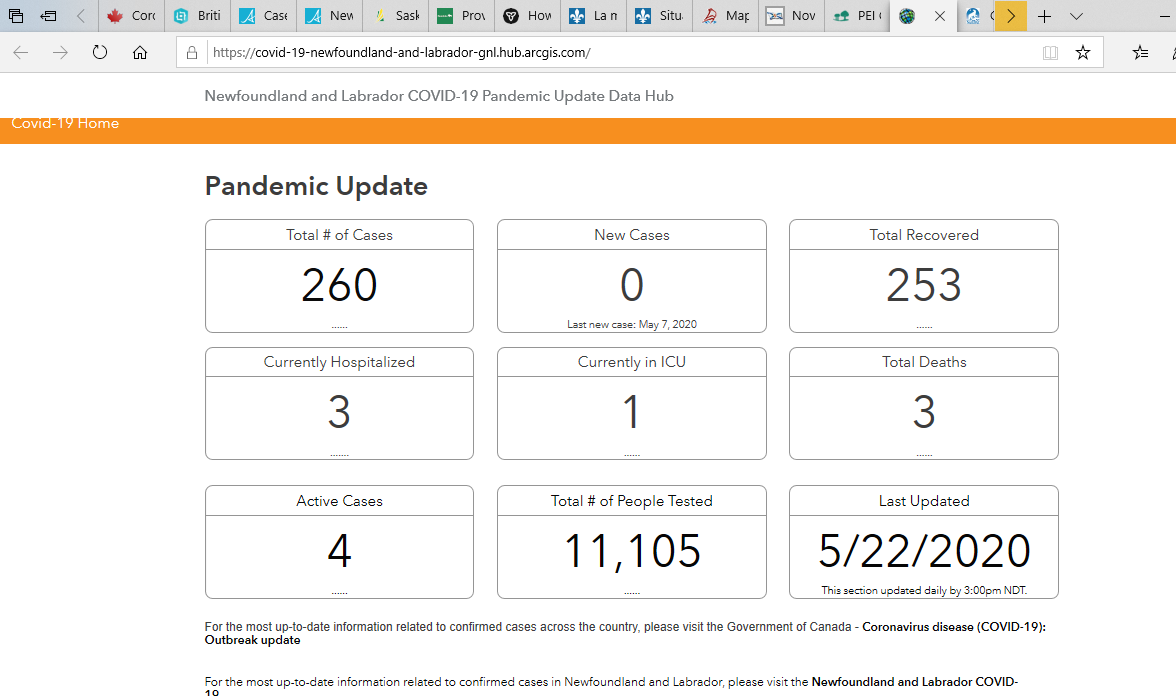 Corc
Briti
Case
New
Sask
Prov
How
La n
Situ
Map
Nov
PEI
https://covid-19-newfoundland-and-labrador-gnl.hub.arcgis.com/
Newfoundland and Labrador COVID-19 Pandemic Update Data Hub
Covid-19 Home
Pandemic Update
Total # of Cases
260
......
New Cases
0
Last new case: May 7, 2020
Total Recovered
253
......
Currently Hospitalized
3
.......
Currently in ICU
1
......
Total Deaths
3
......
Active Cases
4
......
Total # of People Tested
11,105
......
Last Updated
5/22/2020
This section updated daily by 3:00pm NDT.
For the most up-to-date information related to confirmed cases across the country, please visit the Government of Canada - Coronavirus disease (COVID-19):
Outbreak update
For the most up-to-date information related to confirmed cases in Newfoundland and Labrador, please visit the Newfoundland and Labrador COVID-
19